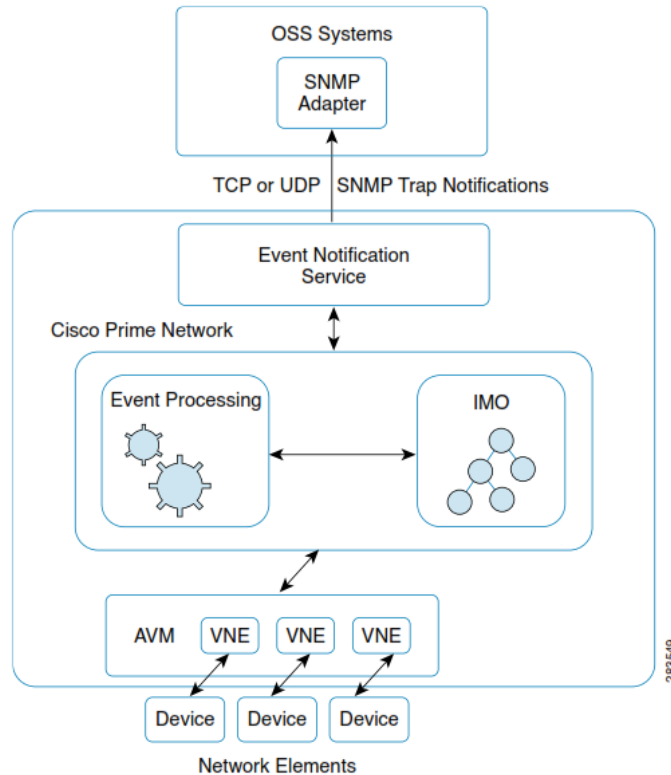 OSS Systems
SNMP
Adapter
TCP or UDP
SNMP Trap Notifications
Event Notification
Service
Cisco Prime Network
Event Processing
IMO
AVM
VNE
VNE
VNE
Device
Device
Device
Network Elements
283549